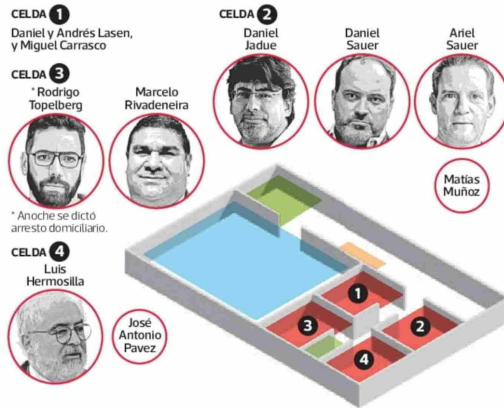 CELDA 1
Daniel y Andrés Lasen,
y Miguel Carrasco
CELDA 2
Daniel
Jadue
Daniel
Sauer
Ariel
Sauer
Matías
Muñoz
CELDA 3
* Rodrigo
Topelberg
Marcelo
Rivadeneira
* Anoche se dictó
arresto domiciliario.
CELDA 4
Luis
Hermosilla
José
Antonio
Pavez
1
3
2
4